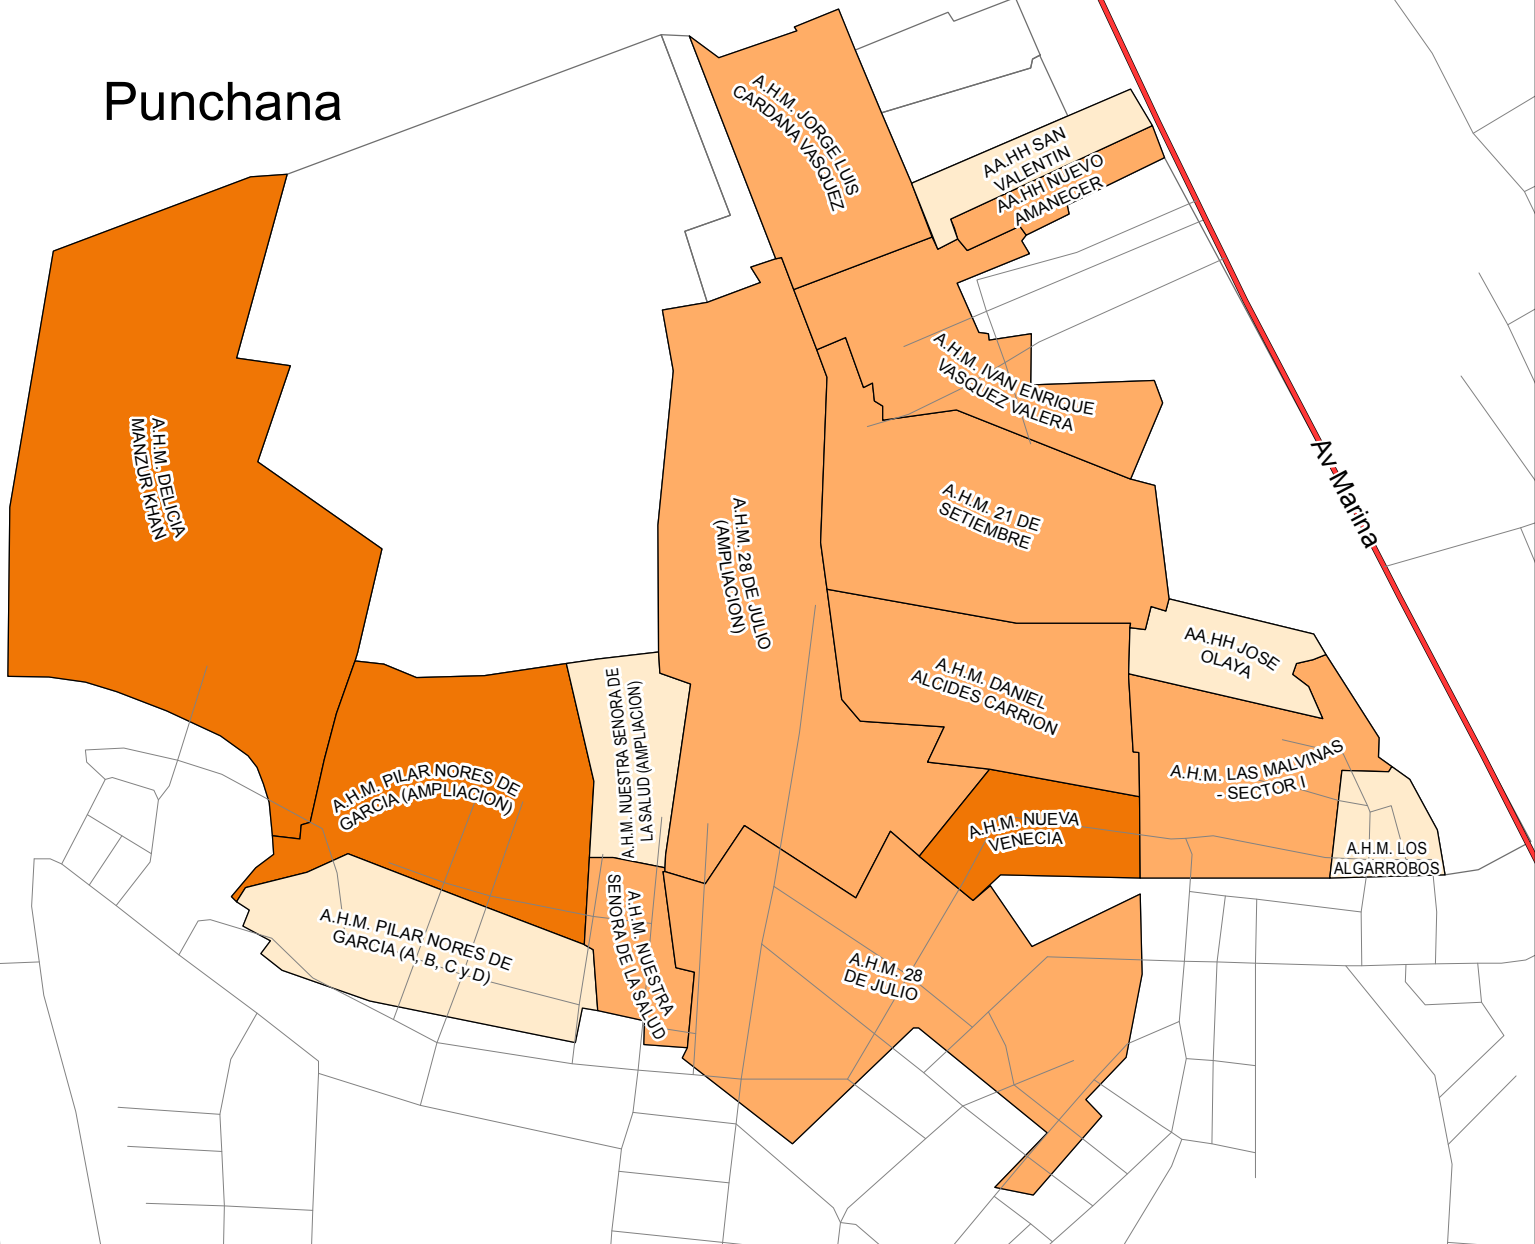 Punchana
A.H.M. JORGE LUIS
CARDANA VASQUEZ
AA.HH SAN
VALENTIN
AA.HH NUEVO
AMANECER
A.H.M. IVAN ENRIQUE
VASQUEZ VALERA
A.H.M. DELICIA
MANZUR KHAN
A.H.M. 28 DE JULIO
(AMPLIACION)
A.H.M. 21 DE
SETIEMBRE
Av Marina
AA.HH JOSE
OLAYA
A.H.M. DANIEL
ALCIDES CARRION
A.H.M. NUESTRA SENORA DE
LA SALUD (AMPLIACION)
A.H.M. LAS MALVINAS
- SECTOR I
A.H.M. PILAR NORES DE
GARCIA (AMPLIACION)
A.H.M. NUEVA
VENECIA
A.H.M. LOS
ALGARROBOS
A.H.M. PILAR NORES DE
GARCIA (A, B, C y D)
A.H.M. NUESTRA
SENORA DE LA SALUD
A.H.M. 28
DE JULIO